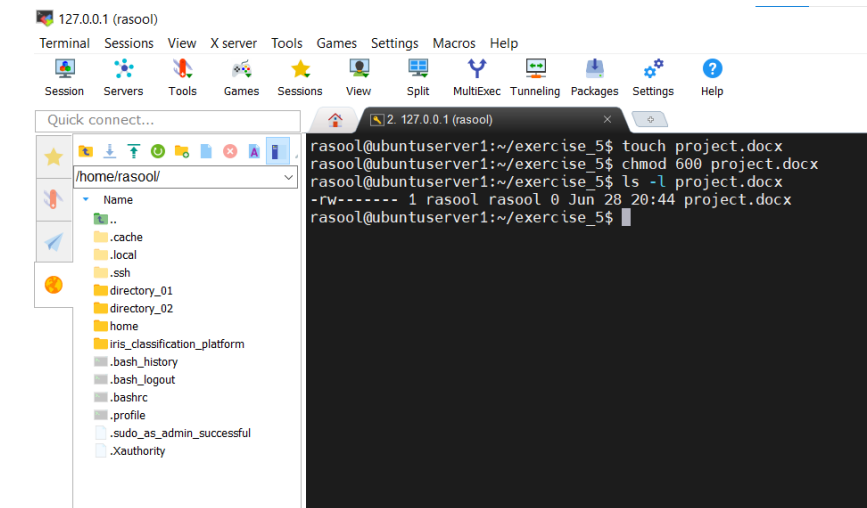 127.0.0.1 (rasool)
Terminal Sessions View X server Tools Games Settings Macros Help
Session Servers Tools Games Sessions View Split MultiExec Tunneling Packages Settings Help
Quick connect...
2. 127.0.0.1 (rasool)
/home/rasool/
Name
..
.cache
.local
.ssh
directory_01
directory_02
home
iris_classification_platform
.bash_history
.bash_logout
.bashrc
.profile
.sudo_as_admin_successful
.Xauthority
rasool@ubuntuserver1:~/exercise_5$ touch project.docx
rasool@ubuntuserver1:~/exercise_5$ chmod 600 project.docx
rasool@ubuntuserver1:~/exercise_5$ ls -l project.docx
-rw------- 1 rasool rasool 0 Jun 28 20:44 project.docx
rasool@ubuntuserver1:~/exercise_5$